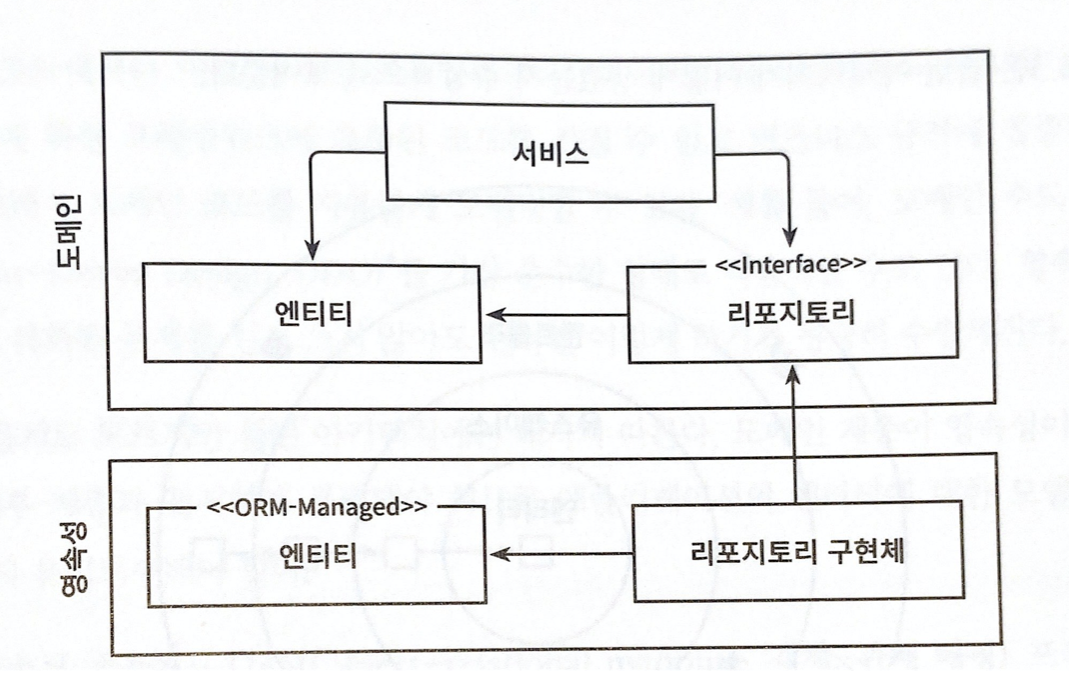 도메인
서비스
엔티티
<<Interface>>
리포지토리
영속성
<<ORM-Managed>>
엔티티
리포지토리 구현체